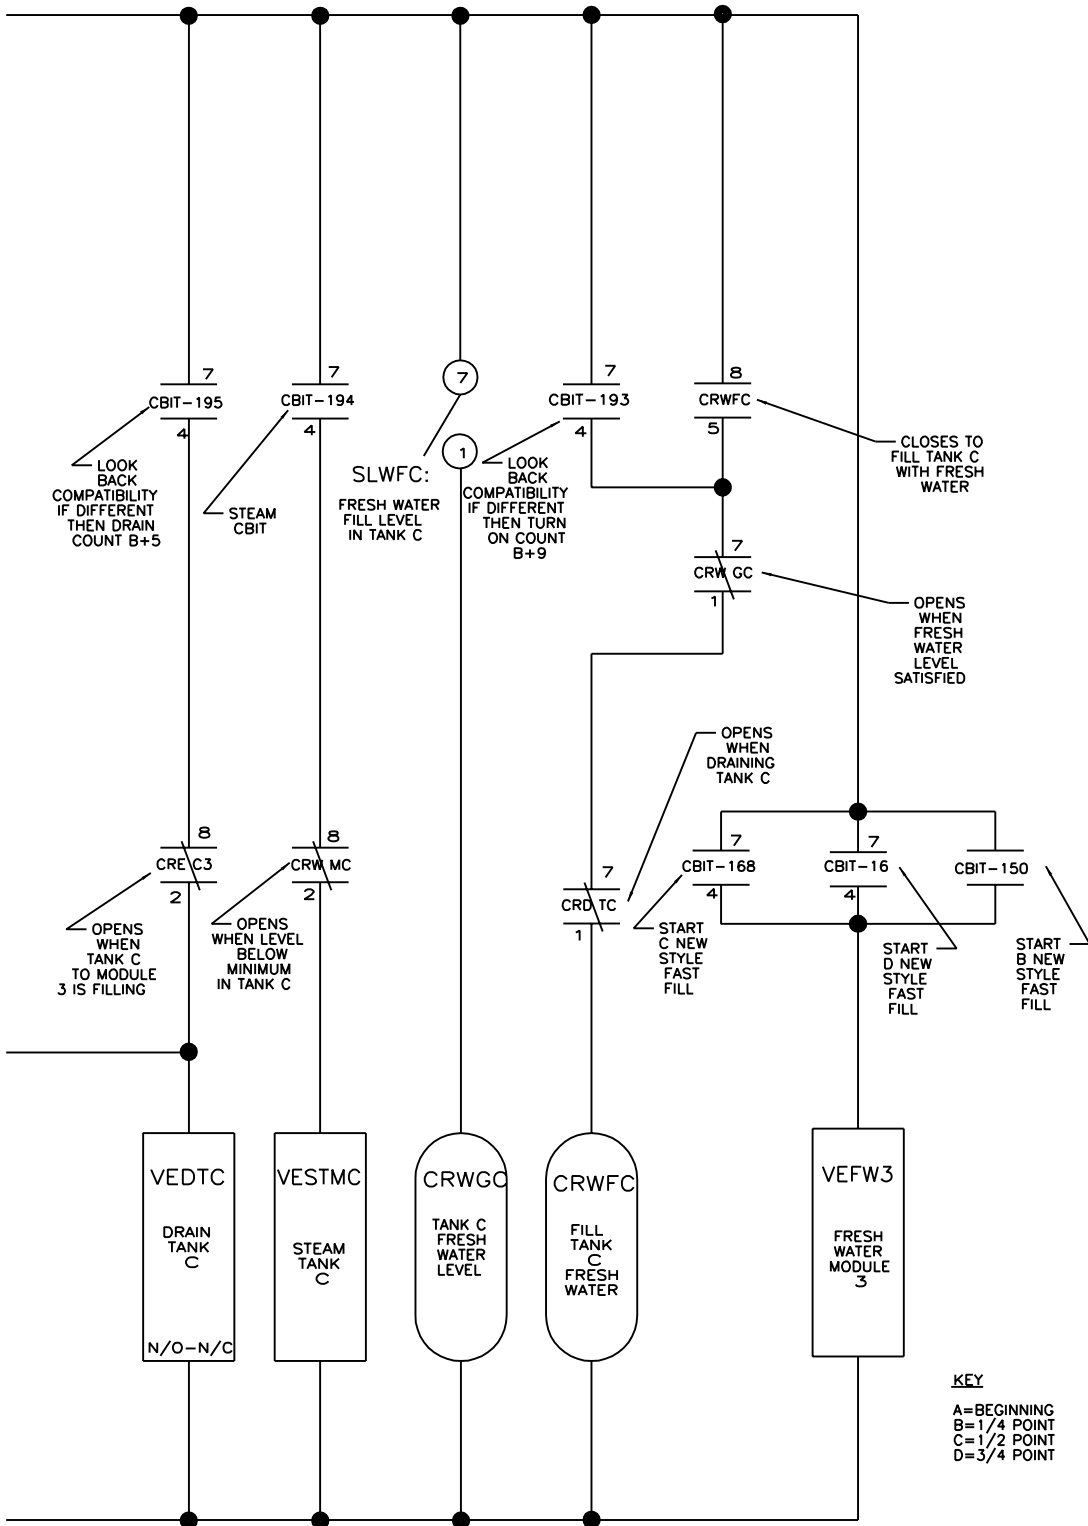 7
CBIT-195
4
LOOK
BACK
COMPATIBILITY
IF DIFFERENT
THEN DRAIN
COUNT B+5
7
CBIT-194
4
STEAM
CBIT
7
1
SLWFC:
FRESH WATER
FILL LEVEL
IN TANK C
7
CBIT-193
4
LOOK
BACK
COMPATIBILITY
IF DIFFERENT
THEN TURN
ON COUNT
B+9
8
CRWFC
5
CLOSES TO
FILL TANK C
WITH FRESH
WATER
7
CRW GC
1
OPENS
WHEN
FRESH
WATER
LEVEL
SATISFIED
OPENS
WHEN
DRAINING
TANK C
8
CRE C3
2
OPENS
WHEN
TANK C
TO MODULE
3 IS FILLING
8
CRW MC
2
OPENS
WHEN LEVEL
BELOW
MINIMUM
IN TANK C
7
CRD TC
1
7
CBIT-168
4
START
C NEW
STYLE
FAST
FILL
7
CBIT-16
4
START
D NEW
STYLE
FAST
FILL
CBIT-150
START
B NEW
STYLE
FAST
FILL
VEDTC
DRAIN
TANK
C
N/O-N/C
VESTMC
STEAM
TANK
C
CRWGC
TANK C
FRESH
WATER
LEVEL
CRWFC
FILL
TANK
C
FRESH
WATER
VEFW3
FRESH
WATER
MODULE
3
KEY
A=BEGINNING
B=1/4 POINT
C=1/2 POINT
D=3/4 POINT